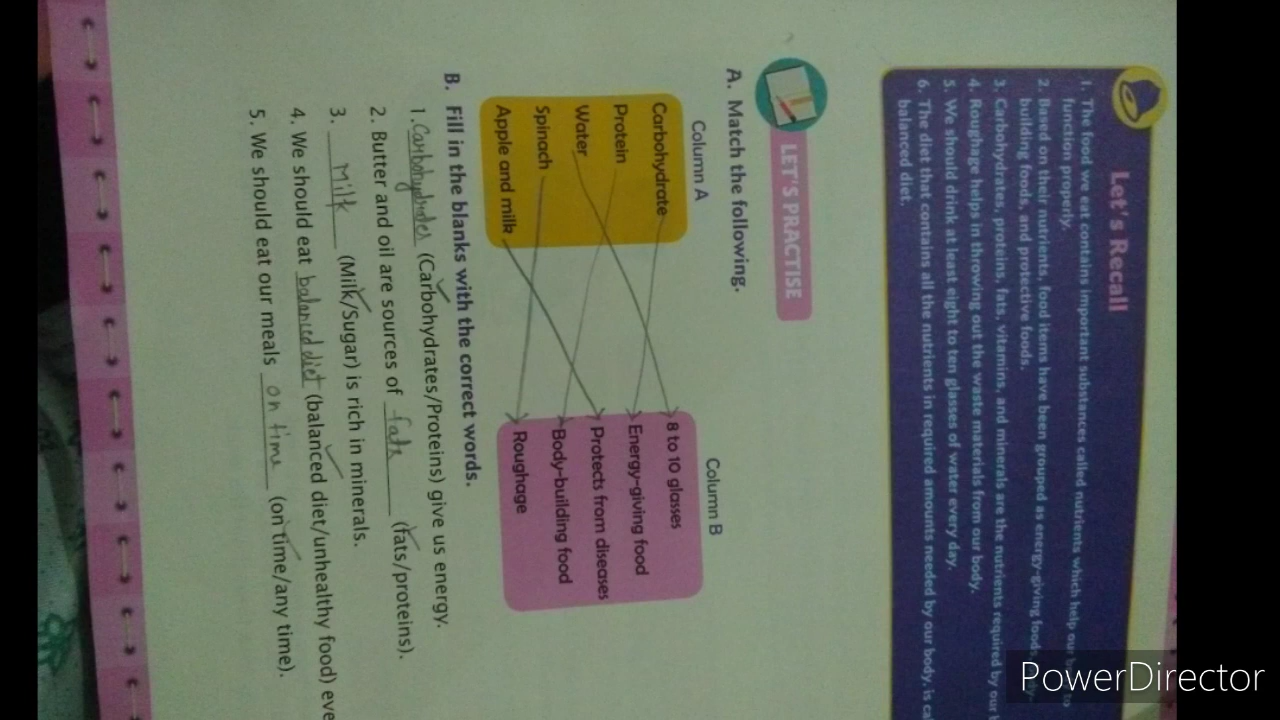 Let's Recall
1. The food we eat contains important substances called nutrients which help our to
function properly.
2. Based on their nutrients, food items have been grouped as energy-giving foods,
building foods, and protective foods.
3. Carbohydrates, proteins, fats, vitamins, and minerals are the nutrients required by our
4. Roughage helps in throwing out the waste materials from our body.
5. We should drink at least eight to ten glasses of water every day.
6. The diet that contains all the nutrients in required amounts needed by our body, is
balanced diet.
LET'S PRACTISE
A. Match the following.
Column A Column B
Carbohydrate 8 to 10 glasses
Protein Energy-giving food
Water Protects from diseases
Spinach Body-building food
Apple and milk Roughage
B. Fill in the blanks with the correct words.
1. Carbohydrates (Carbohydrates/Proteins) give us energy.
2. Butter and oil are sources of fats (fats/proteins).
3. Milk (Milk/Sugar) is rich in minerals.
4. We should eat balanced diet (balanced diet/unhealthy food)
5. We should eat our meals on time (on time/any time).
PowerDirector